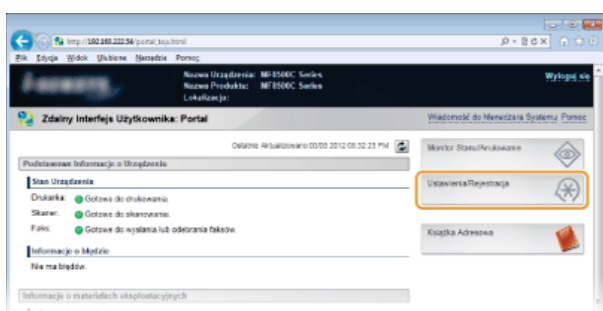 http://192.168.222.54/portal_top.html
Plik Edycja Widok Ulubione Narzędzia Pomoc
Nazwa Urządzenia: MF8500C Series
Nazwa Produktu: MF8500C Series
Lokalizacja:
Wyloguj się
Zdalny Interfejs Użytkownika: Portal
Wiadomość do Menedżera Systemu Pomoc
Ostatnio Aktualizowano:03/03 2012 08:32:23 PM
Podstawowe Informacje o Urządzeniu
Stan Urządzenia
Drukarka: Gotowe do drukowania.
Skaner: Gotowe do skanowania.
Faks: Gotowe do wysłania lub odebrania faksów.
Informacje o błędzie
Nie ma błędów.
Informacje o materiałach eksploatacyjnych
Monitor Stanu/Anulowanie
Ustawienia/Rejestracja
Książka Adresowa